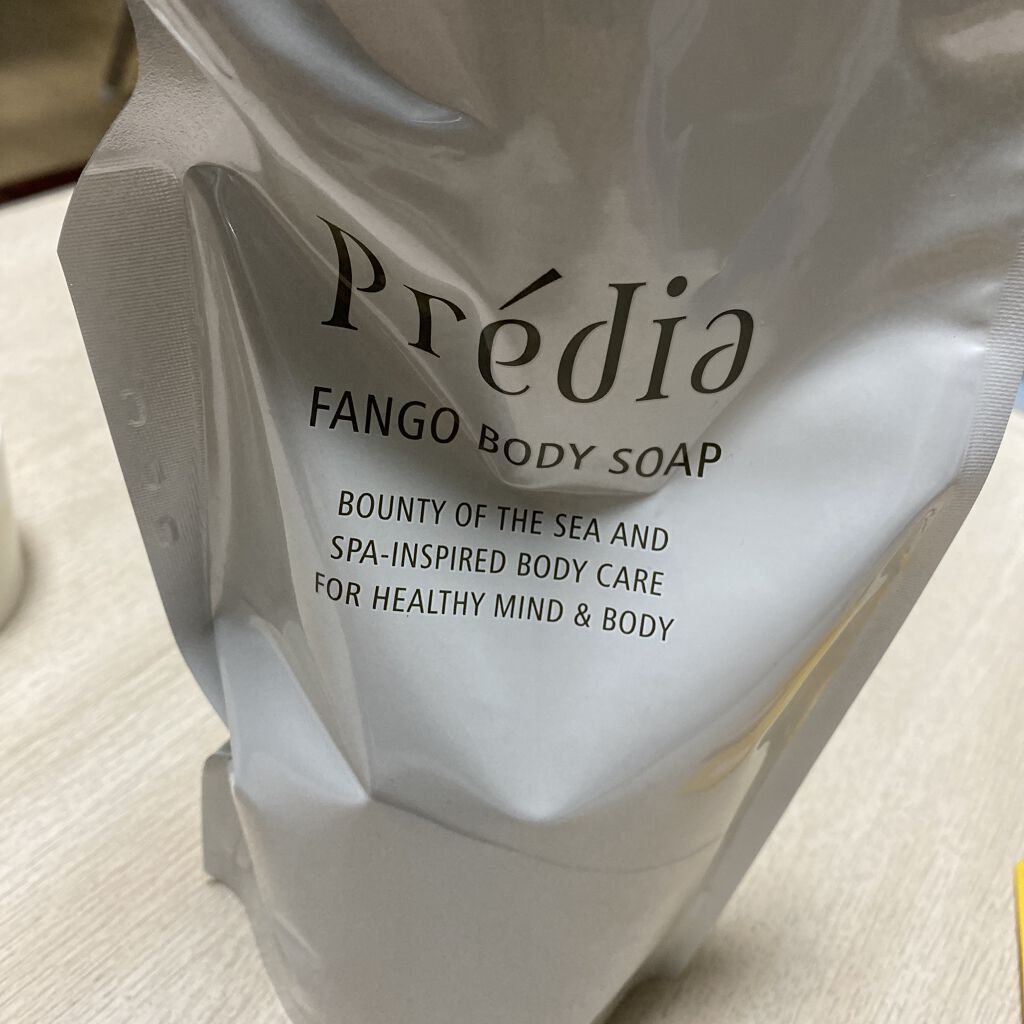 Prédia
FANGO BODY SOAP
BOUNTY OF THE SEA AND
SPA-INSPIRED BODY CARE
FOR HEALTHY MIND & BODY